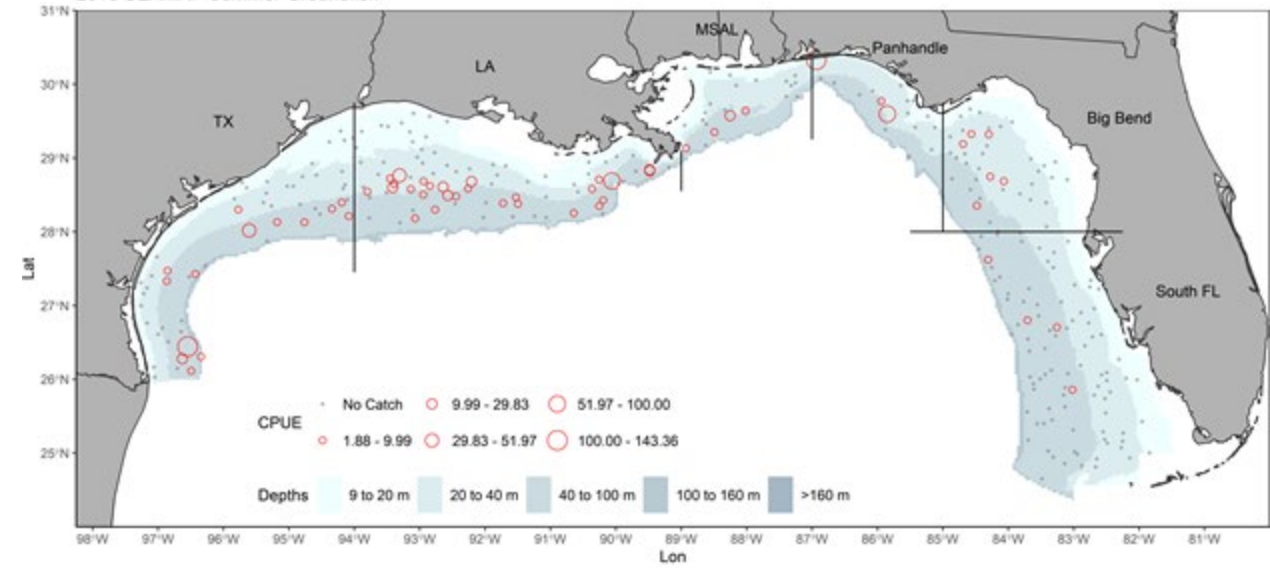 31°N
30°N
29°N
28°N
27°N
26°N
25°N
Lat
MSAL
Panhandle
LA
TX
Big Bend
South FL
CPUE
No Catch 9.99 - 29.83 51.97 - 100.00
1.88 - 9.99 29.83 - 51.97 100.00 - 143.36
Depths 9 to 20 m 20 to 40 m 40 to 100 m 100 to 160 m >160 m
98°W 97°W 96°W 95°W 94°W 93°W 92°W 91°W 90°W 89°W 88°W 87°W 86°W 85°W 84°W 83°W 82°W 81°W
Lon